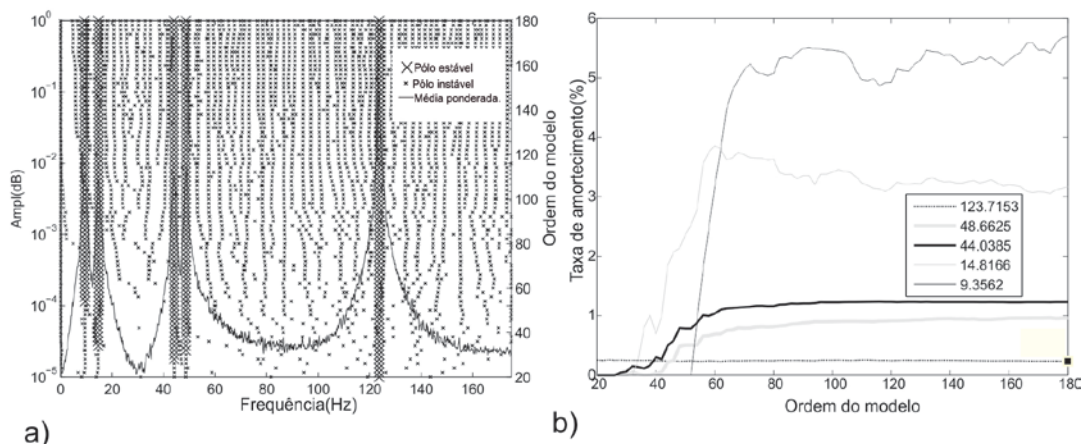 10⁰
10⁻¹
10⁻²
10⁻³
10⁻⁴
10⁻⁵
Ampl(dB)
0 20 40 60 80 100 120 140 160
Frequência(Hz)
180
160
140
120
100
80
60
40
20
Ordem do modelo
Pólo estável
Pólo instável
Média ponderada.
a)
6
5
4
3
2
1
0
Taxa de amortecimento(%)
20 40 60 80 100 120 140 160 180
Ordem do modelo
123.7153
48.6625
44.0385
14.8166
9.3562
b)